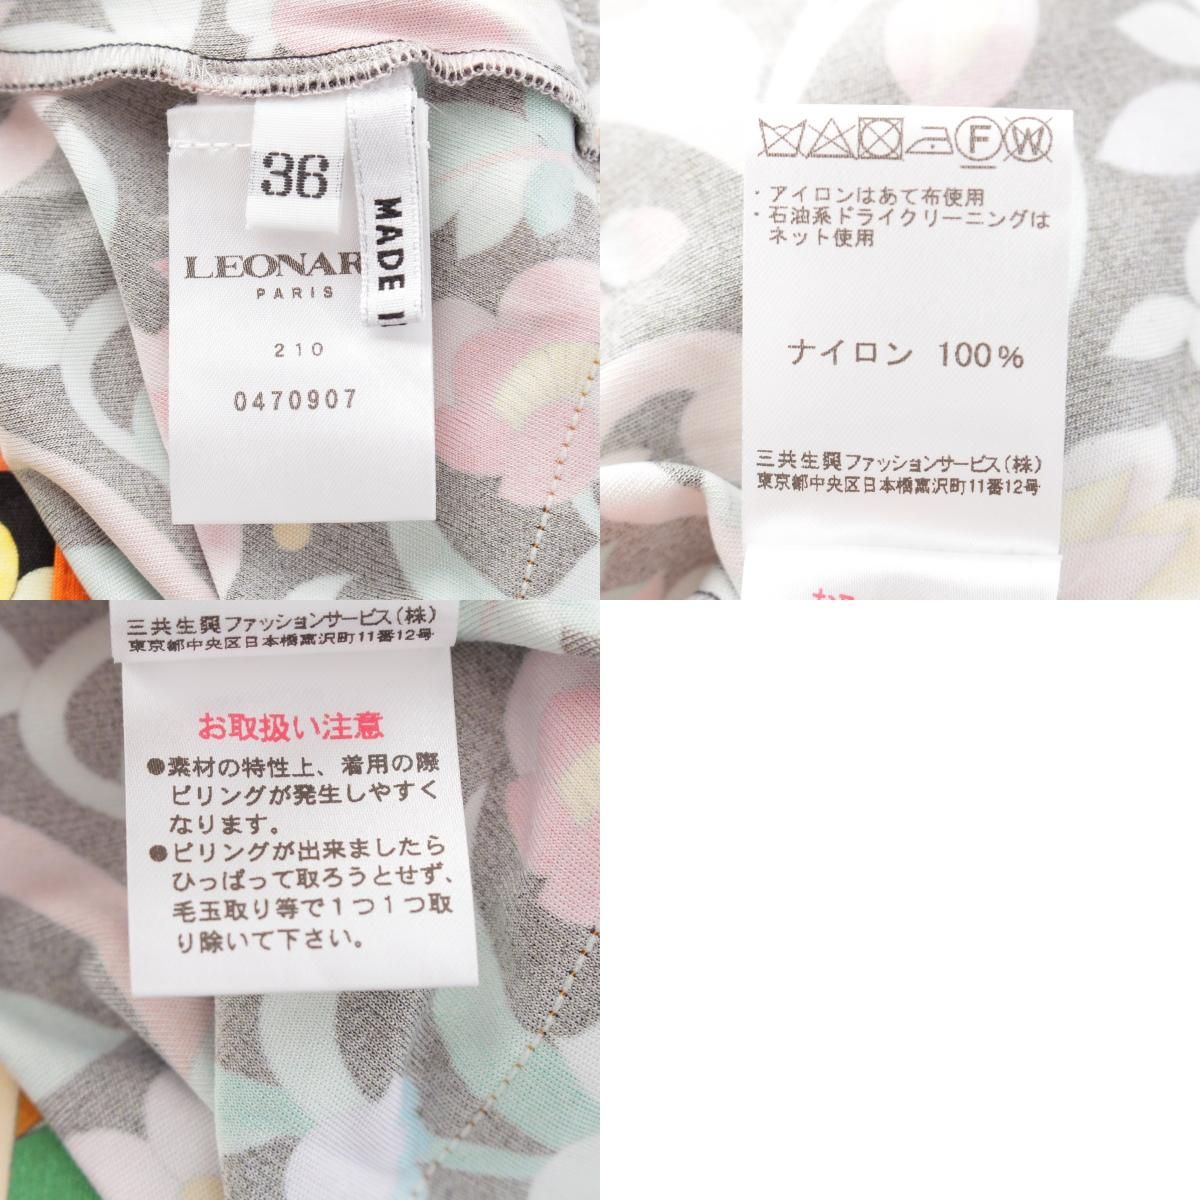 36
MADE
LEONAR
PARIS
210
0470907
F W
・アイロンはあて布使用
・石油系ドライクリーニングは
ネット使用
ナイロン 100%
三共生興ファッションサービス(株)
東京都中央区日本橋富沢町11番12号
三共生興ファッションサービス(株)
東京都中央区日本橋富沢町11番12号
お取扱い注意
●素材の特性上、着用の際
ピリングが発生しやすく
なります。
●ピリングが出来ましたら
ひっぱって取ろうとせず、
毛玉取り等で1つ1つ取
り除いて下さい。